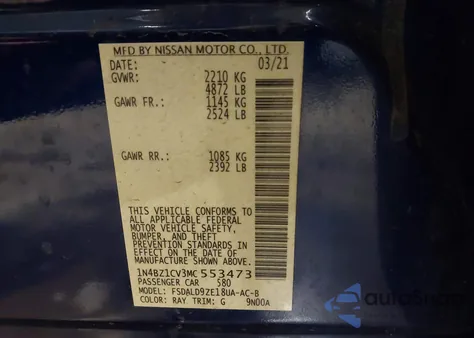 MFD BY NISSAN MOTOR CO., LTD.
DATE: 03/21
GVWR: 2210 KG
4872 LB
GAWR FR.: 1145 KG
2524 LB
GAWR RR.: 1085 KG
2392 LB
THIS VEHICLE CONFORMS TO
ALL APPLICABLE FEDERAL
MOTOR VEHICLE SAFETY,
BUMPER, AND THEFT
PREVENTION STANDARDS IN
EFFECT ON THE DATE OF
MANUFACTURE SHOWN ABOVE.
1N4BZ1CV3MC 553473
PASSENGER CAR 580
MODEL: FSDALD9ZE18UA-AC-B
COLOR: RAY TRIM: G 9N00A